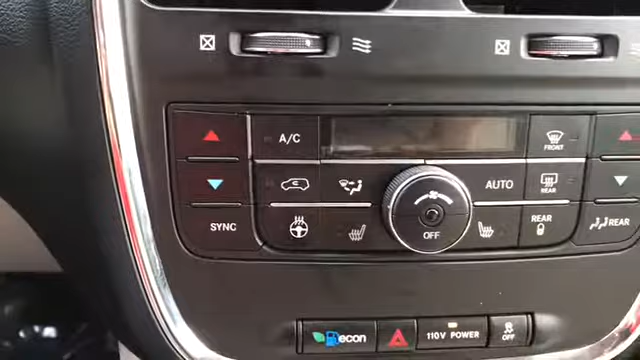 A/C
FRONT
AUTO
REAR
SYNC
OFF
REAR
REAR
econ
110V POWER
OFF